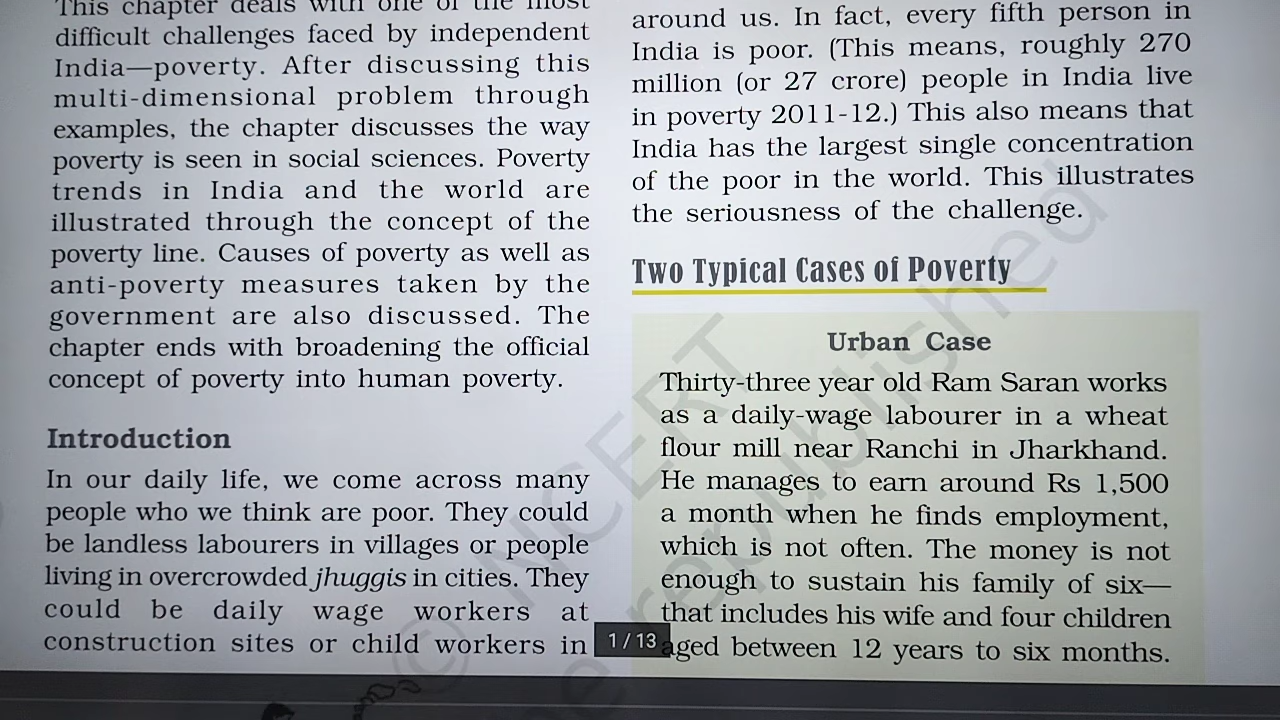 This chapter deals with one of the most
difficult challenges faced by independent
India—poverty. After discussing this
multi-dimensional problem through
examples, the chapter discusses the way
poverty is seen in social sciences. Poverty
trends in India and the world are
illustrated through the concept of the
poverty line. Causes of poverty as well as
anti-poverty measures taken by the
government are also discussed. The
chapter ends with broadening the official
concept of poverty into human poverty.
Introduction
In our daily life, we come across many
people who we think are poor. They could
be landless labourers in villages or people
living in overcrowded jhuggis in cities. They
could be daily wage workers at
construction sites or child workers in
around us. In fact, every fifth person in
India is poor. (This means, roughly 270
million (or 27 crore) people in India live
in poverty 2011-12.) This also means that
India has the largest single concentration
of the poor in the world. This illustrates
the seriousness of the challenge.
Two Typical Cases of Poverty
Urban Case
Thirty-three year old Ram Saran works
as a daily-wage labourer in a wheat
flour mill near Ranchi in Jharkhand.
He manages to earn around Rs 1,500
a month when he finds employment,
which is not often. The money is not
enough to sustain his family of six—
that includes his wife and four children
aged between 12 years to six months.
1 / 13
© NCERT
republished